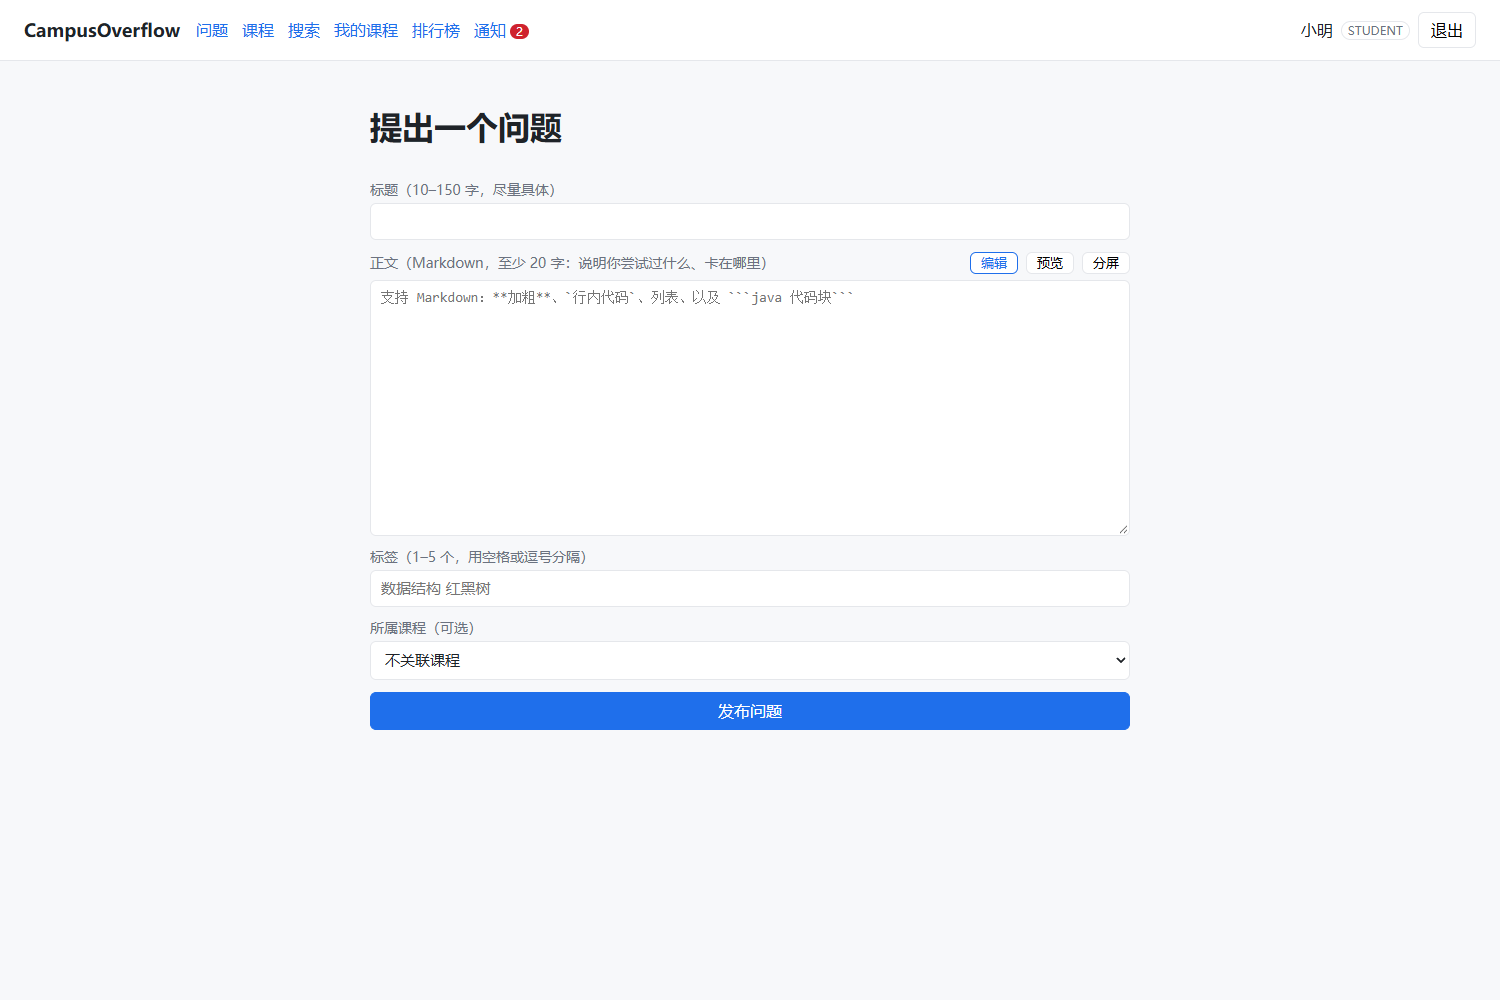 CampusOverflow 问题 课程 搜索 我的课程 排行榜 通知 2 小明 STUDENT 退出
提出一个问题
标题（10–150 字，尽量具体）
正文（Markdown，至少 20 字：说明你尝试过什么、卡在哪里） 编辑 预览 分屏
支持 Markdown：**加粗**、`行内代码`、列表、以及 ```java 代码块```
标签（1–5 个，用空格或逗号分隔）
数据结构 红黑树
所属课程（可选）
不关联课程
发布问题